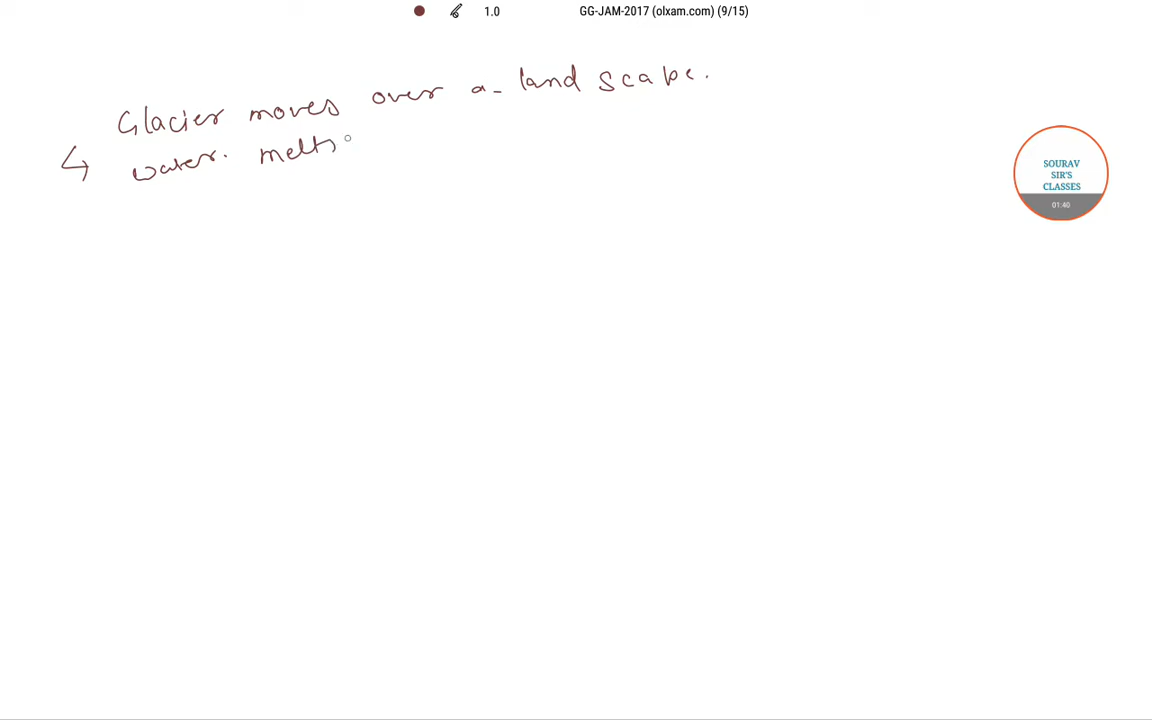 1.0 GG-JAM-2017 (olxam.com) (9/15)
Glacier moves over a land scape.
↳ water. melts
SOURAV
SIR'S
CLASSES
01:40